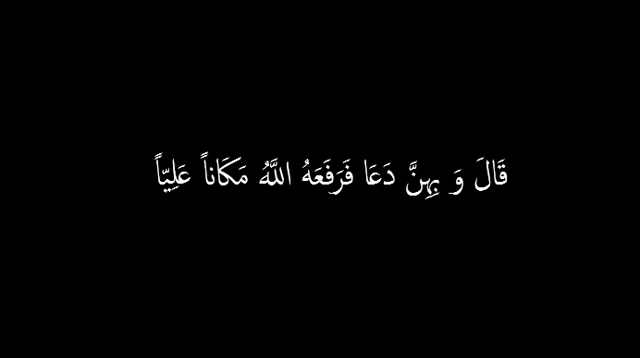 قَالَ وَ بِهِنَّ دَعَا فَرَفَعَهُ اللَّهُ مَكَاناً عَلِيّاً